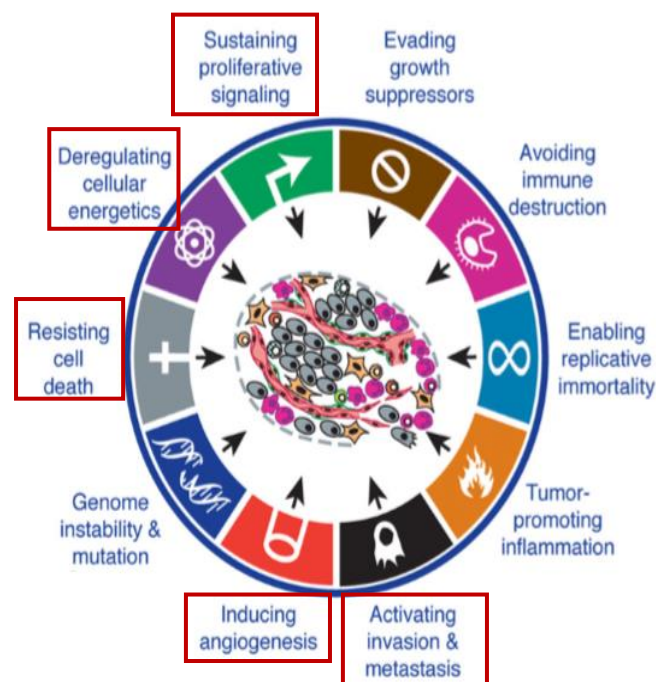 Sustaining
proliferative
signaling
Evading
growth
suppressors
Deregulating
cellular
energetics
Avoiding
immune
destruction
Resisting
cell
death
Enabling
replicative
immortality
Genome
instability &
mutation
Tumor-
promoting
inflammation
Inducing
angiogenesis
Activating
invasion &
metastasis